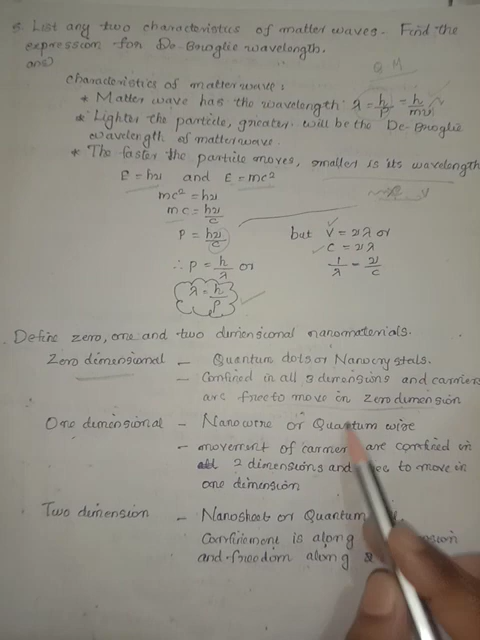 5. List any two characteristics of matter waves. Find the
expression for De-Broglie wavelength.
ans)
Q M
characteristics of matter wave:
* Matter wave has the wavelength λ = h/p = h/mv
* Lighter the particle, greater will be the De-Broglie
wavelength of matter wave.
* The faster the particle moves, smaller is its wavelength
E = hν and E = mc²
mc² = hν
mc = hν/c
P = hν/c but V = νλ or
C = νλ
∴ P = h/λ or 1/λ = ν/c
λ = h/p
Define zero, one and two dimensional nanomaterials.
Zero dimensional - Quantum dots or Nanocrystals.
- Confined in all 3 dimensions and carriers
are free to move in zero dimension
One dimensional - Nanowire or Quantum wire
- movement of carrier are confined in
2 dimensions and to move in
one dimension
Two dimension - Nanosheet or Quantum
Confinement is along
and freedom along 2